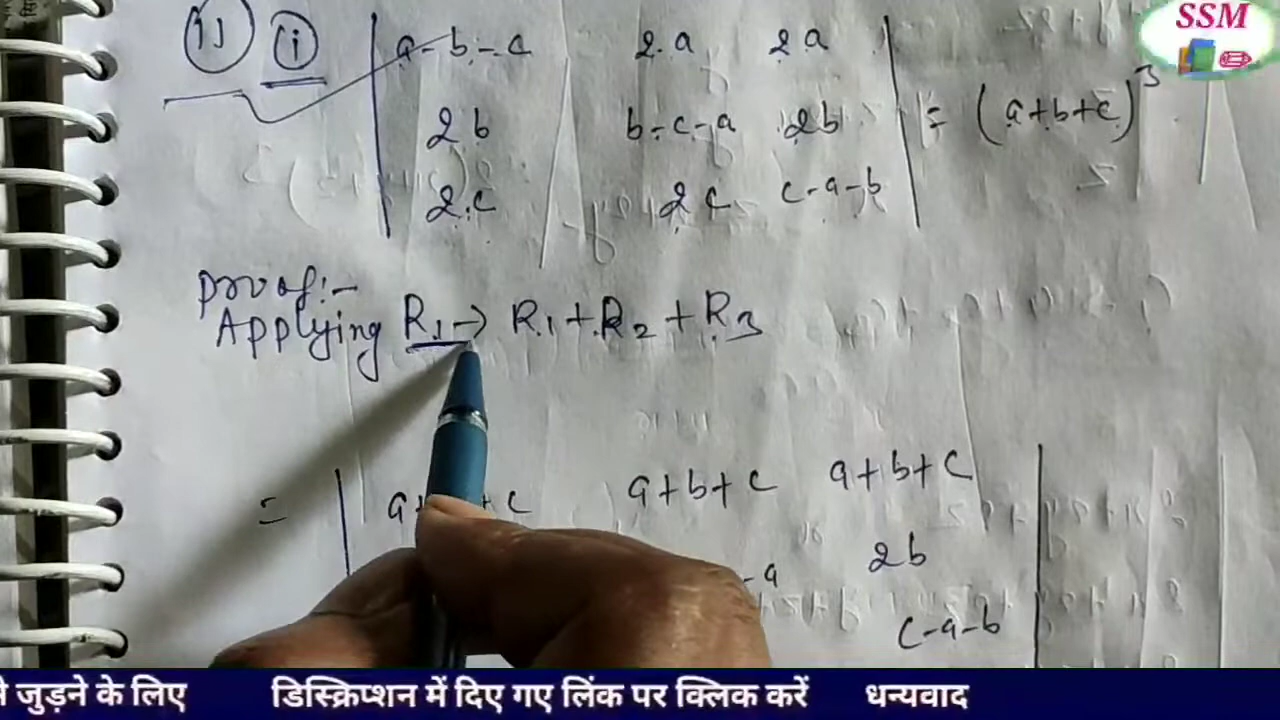 SSM
11) (i) | a-b-c 2a 2a |
| 2b b-c-a 2b | = (a+b+c)³
| 2c 2c c-a-b |
Proof:-
Applying R1→ R1+R2+R3
= | a+b+c a+b+c |
-a 2b
c-a-b
जुड़ने के लिए डिस्क्रिप्शन में दिए गए लिंक पर क्लिक करें धन्यवाद